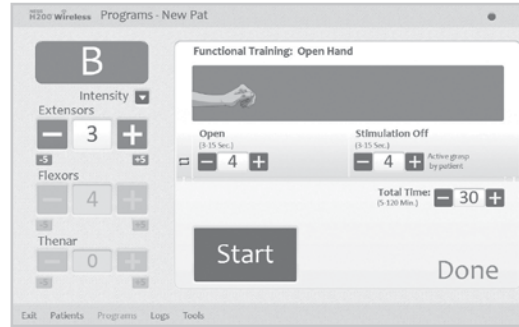 NESS
H200 Wireless Programs - New Pat
B
Intensity
Extensors
3
-5 +5
Flexors
4
-5 +5
Thenar
0
-5 +5
Functional Training: Open Hand
Open Stimulation Off
(3-15 Sec.) (3-15 Sec.)
4 4 Active grasp
by patient
Total Time: 30
(5-120 Min.)
Start
Done
Exit Patients Programs Logs Tools